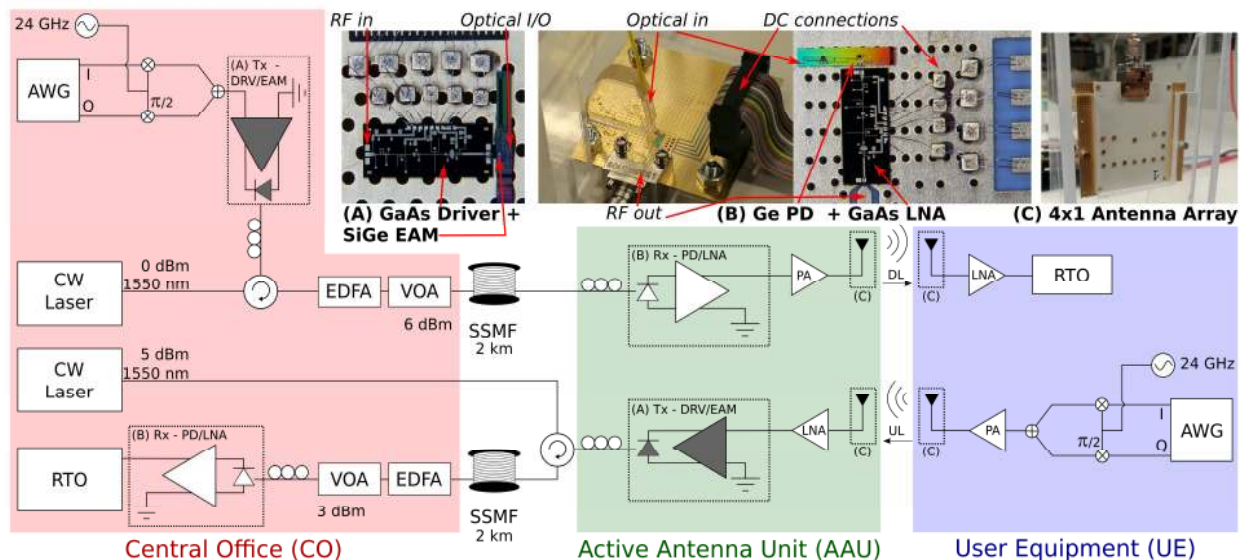 24 GHz
AWG
I
Q
π/2
(A) Tx -
DRV/EAM
RF in
Optical I/O
Optical in
DC connections
(A) GaAs Driver +
SiGe EAM
RF out
(B) Ge PD + GaAs LNA
(C) 4x1 Antenna Array
1
CW
Laser
0 dBm
1550 nm
EDFA
VOA
6 dBm
SSMF
2 km
(B) Rx - PD/LNA
PA
(C)
DL
(C)
LNA
RTO
CW
Laser
5 dBm
1550 nm
(A) Tx - DRV/EAM
LNA
(C)
UL
(C)
PA
π/2
24 GHz
I
Q
AWG
RTO
(B) Rx - PD/LNA
VOA
EDFA
3 dBm
SSMF
2 km
Central Office (CO)
Active Antenna Unit (AAU)
User Equipment (UE)